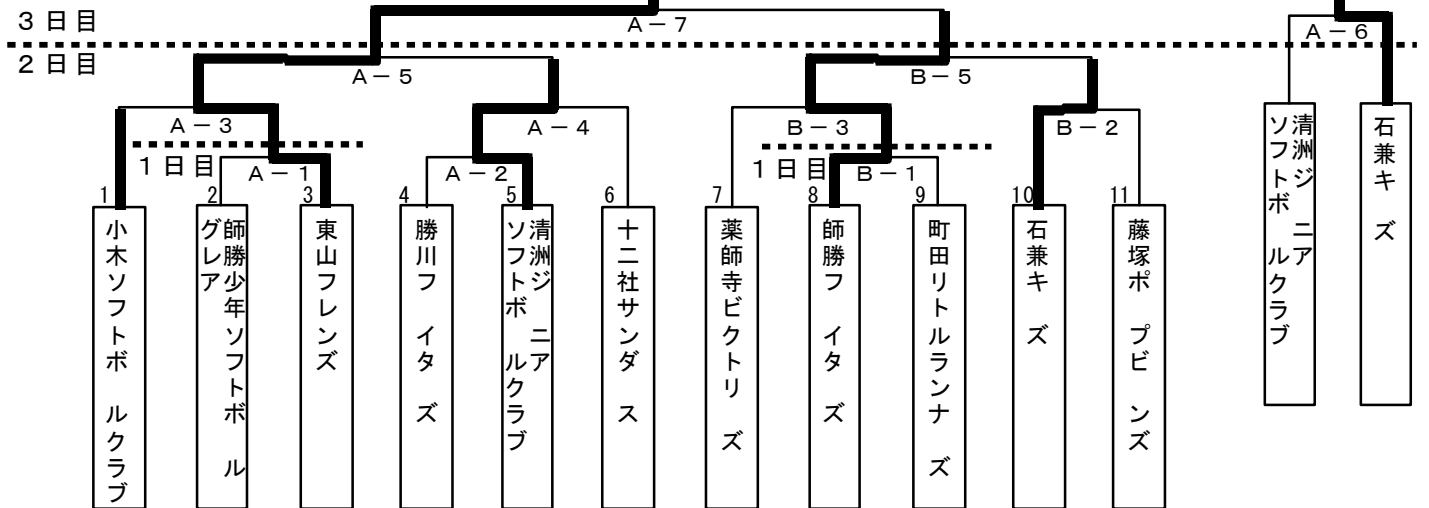 3日目
A－7
A－6
2日目
A－5
B－5
A－3
A－4
B－3
B－2
1日目
A－1
A－2
1日目
B－1
1
2
3
4
5
6
7
8
9
10
11
小木ソフトボ ルクラブ
師勝少年ソフトボ ル
グレア
東山フレンズ
勝川フ イタ ズ
清洲ジ ニア
ソフトボ ルクラブ
十二社サンダ ス
薬師寺ビクトリ ズ
師勝フ イタ ズ
町田リトルランナ ズ
石兼キ ズ
藤塚ポ プビ ンズ
清洲ジ ニア
ソフトボ ルクラブ
石兼キ ズ